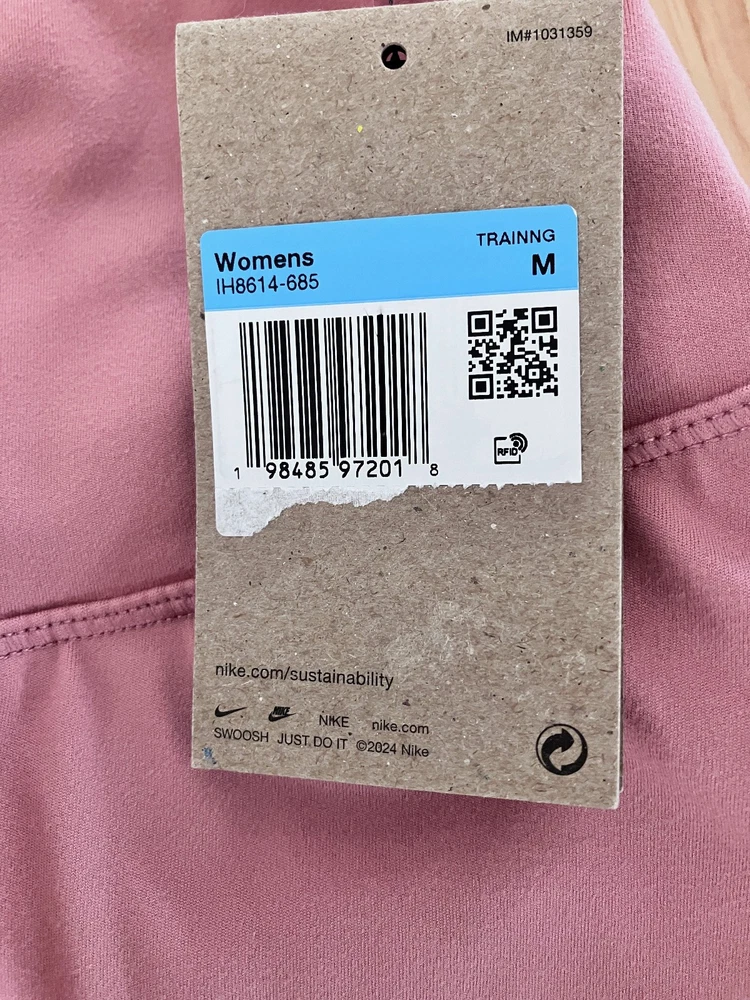 IM#1031359
Womens
TRAINNG
IH8614-685
M
RFID
1 98485 97201 8
nike.com/sustainability
NIKE NIKE nike.com
SWOOSH JUST DO IT ©2024 Nike